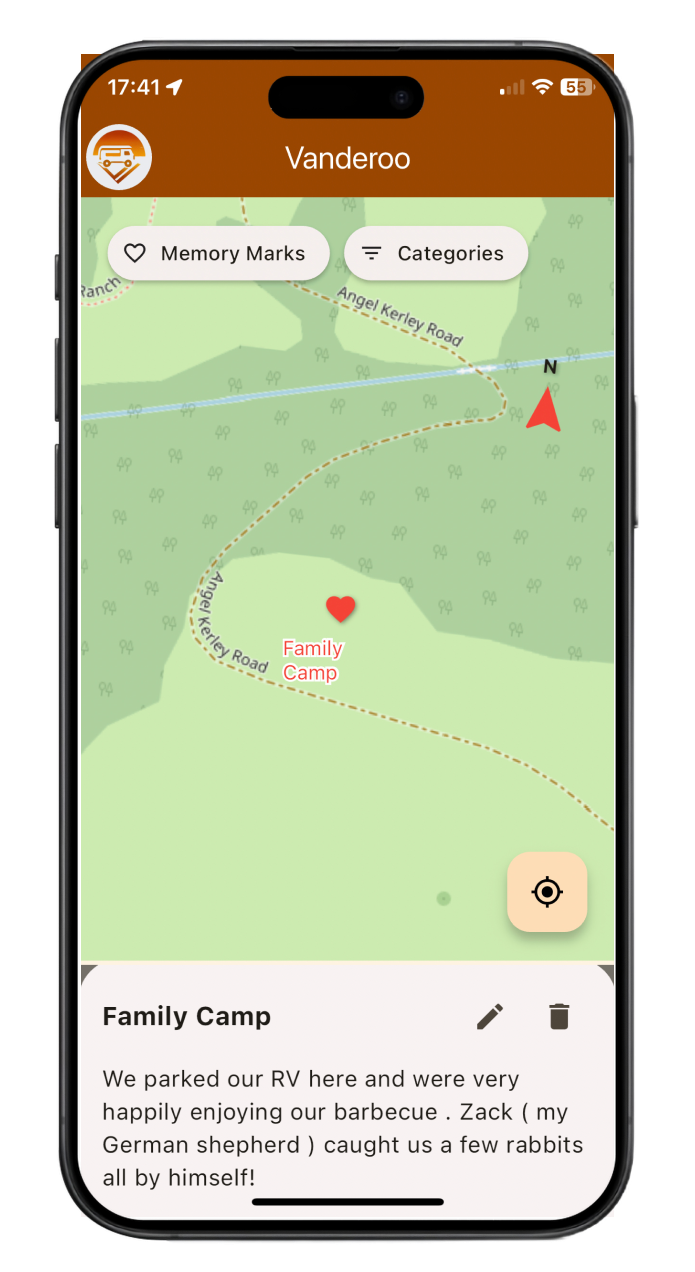 17:41
55
Vanderoo
Memory Marks
Categories
Ranch
Angel Kerley Road
N
Angel Kerley Road
Family
Camp
Family Camp
We parked our RV here and were very
happily enjoying our barbecue . Zack ( my
German shepherd ) caught us a few rabbits
all by himself!